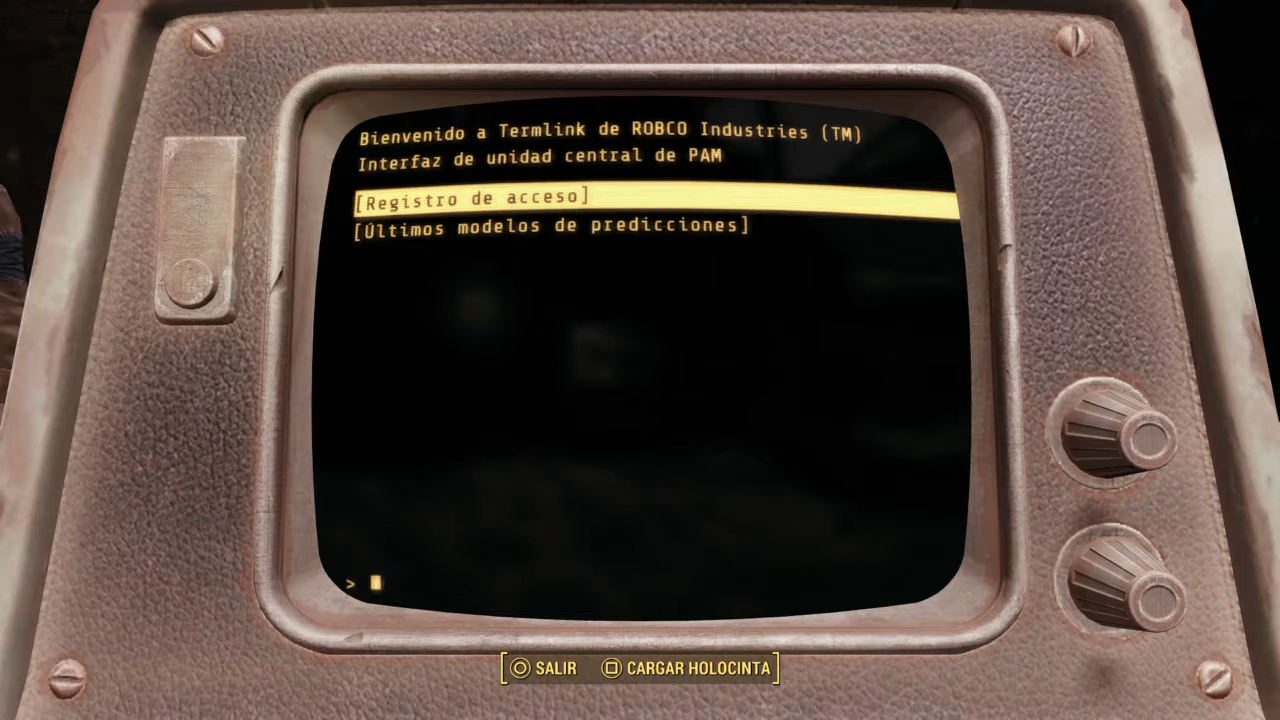 Bienvenido a Termlink de ROBCO Industries (TM)
Interfaz de unidad central de PAM
[Registro de acceso]
[Últimos modelos de predicciones]
>
SALIR CARGAR HOLOCINTA